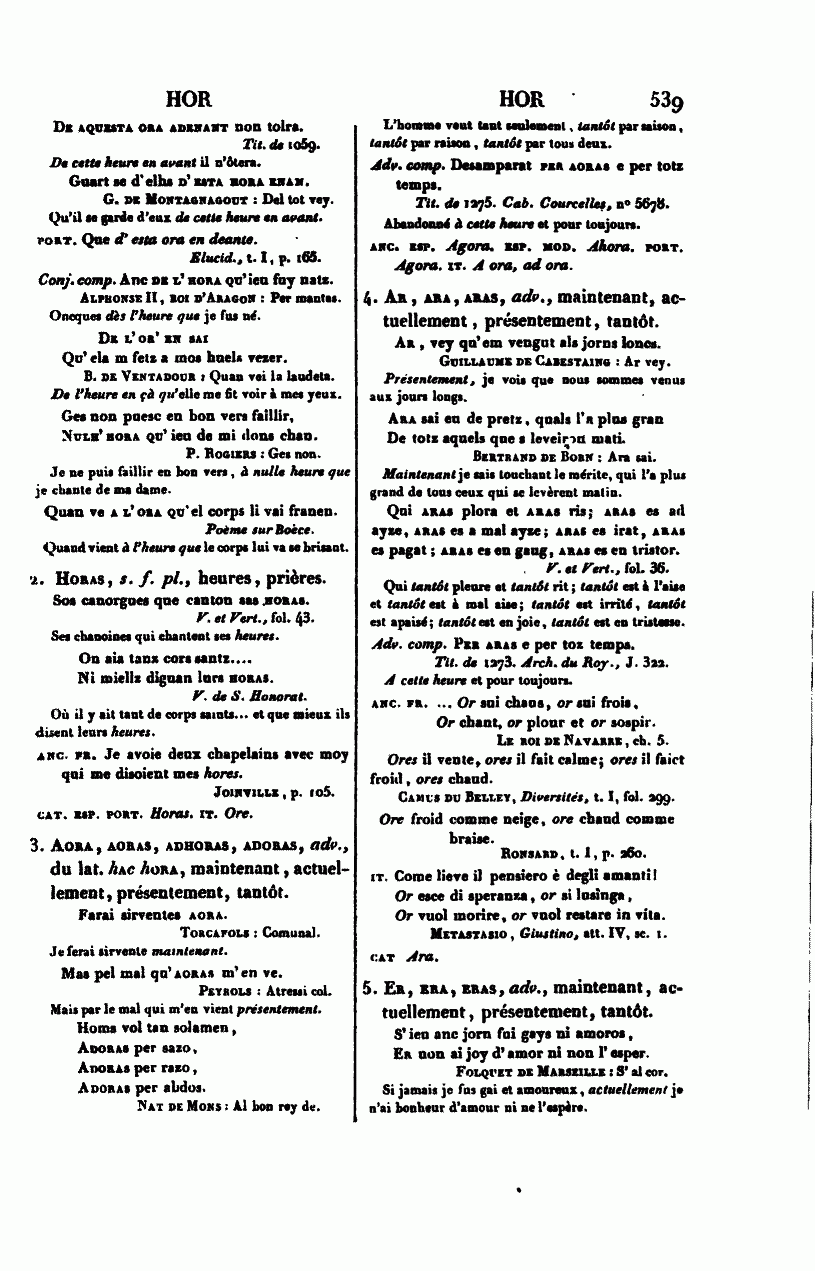 HOR
HOR 539
DE AQUESTA ORA ADENANT non tolra.
Tit. de 1059.
De cette heure en avant il n'ôtera.
Guart se d'elhs D'ESTA HORA ENAN.
G. DE MONTAGNAGOUT : Del tot vey.
Qu'il se garde d'eux de cette heure en avant.
PORT. Que d'esta ora en deante.
Elucid., t. I, p. 165.
Conj. comp. Anc DE L'HORA QU'ieu fuy natz.
ALPHONSE II, ROI D'ARAGON : Per mantas.
Oncques dès l'heure que je fus né.
DE L'OR' EN SAI
Qu'ela m fetz a mos huels vezer.
B. DE VENTADOUR : Quan vei la laudeta.
De l'heure en çà qu'elle me fit voir à mes yeux.
Ges non puesc en bon vers faillir,
NULH' HORA QU'ieu de mi dons chan.
P. ROGIERS : Ges non.
Je ne puis faillir en bon vers, à nulle heure que
je chante de ma dame.
Quan ve A L'ORA QU'el corps li vai franen.
Poème sur Boèce.
Quand vient à l'heure que le corps lui va se brisant.
2. HORAS, s. f. pl., heures, prières.
Sos canorgues que canton sas HORAS.
V. et Vert., fol. 43.
Ses chanoines qui chantent ses heures.
On aia tanz cors santz....
Ni mielhs diguan lurs HORAS.
V. de S. Honorat.
Où il y ait tant de corps saints... et que mieux ils
disent leurs heures.
ANC. FR. Je avoie deux chapelains avec moy
qui me disoient mes hores.
JOINVILLE, p. 105.
CAT. ESP. PORT. Horas. IT. Ore.
3. AORA, AORAS, ADHORAS, ADORAS, adv.,
du lat. hAC hORA, maintenant, actuel-
lement, présentement, tantôt.
Farai sirventes AORA.
TORCAFOLS : Comunal.
Je ferai sirvente maintenant.
Mas pel mal qu'AORAS m'en ve.
PEYROLS : Atressi col.
Mais par le mal qui m'en vient présentement.
Homs vol tan solamen,
ADORAS per sazo,
ADORAS per razo,
ADORAS per abdos.
NAT DE MONS : Al bon rey de.
L'homme veut tant seulement, tantôt par saison,
tantôt par raison, tantôt par tous deux.
Adv. comp. Desamparat PER AORAS e per totz
temps.
Tit. de 1275. Cab. Courcelles, n° 5678.
Abandonné à cette heure et pour toujours.
ANC. ESP. Agora. ESP. MOD. Ahora. PORT.
Agora. IT. A ora, ad ora.
4. AR, ARA, ARAS, adv., maintenant, ac-
tuellement, présentement, tantôt.
AR, vey qu'em vengut als jorns loncs.
GUILLAUME DE CABESTAING : Ar vey.
Présentement, je vois que nous sommes venus
aux jours longs.
ARA sai eu de pretz, quals l'a plus gran
De totz aquels que s leveiron mati.
BERTRAND DE BORN : Ara sai.
Maintenant je sais touchant le mérite, qui l'a plus
grand de tous ceux qui se levèrent matin.
Qui ARAS plora et ARAS ris; ARAS es ad
ayze, ARAS es a mal ayze; ARAS es irat, ARAS
es pagat; ARAS es en gaug, ARAS es en tristor.
V. et Vert., fol. 36.
Qui tantôt pleure et tantôt rit; tantôt est à l'aise
et tantôt est à mal aise; tantôt est irrité, tantôt
est apaisé; tantôt est en joie, tantôt est en tristesse.
Adv. comp. PER ARAS e per toz temps.
Tit. de 1273. Arch. du Roy., J. 322.
A cette heure et pour toujours.
ANC. FR. ... Or sui chaus, or sui frois,
Or chant, or plour et or sospir.
LE ROI DE NAVARRE, ch. 5.
Ores il vente, ores il fait calme; ores il faict
froid, ores chaud.
CAMUS DU BELLEY, Diversités, t. I, fol. 299.
Ore froid comme neige, ore chaud comme
braise.
RONSARD, t. I, p. 260.
IT. Come lieve il pensiero è degli amanti!
Or esce di speranza, or si lusinga,
Or vuol morire, or vuol restare in vita.
METASTASIO, Giustino, att. IV, sc. 1.
CAT Ara.
5. ER, ERA, ERAS, adv., maintenant, ac-
tuellement, présentement, tantôt.
S'ieu anc jorn fui gays ni amoros,
ER non ai joy d'amor ni non l'esper.
FOLQUET DE MARSEILLE : S'al cor.
Si jamais je fus gai et amoureux, actuellement je
n'ai bonheur d'amour ni ne l'espère.